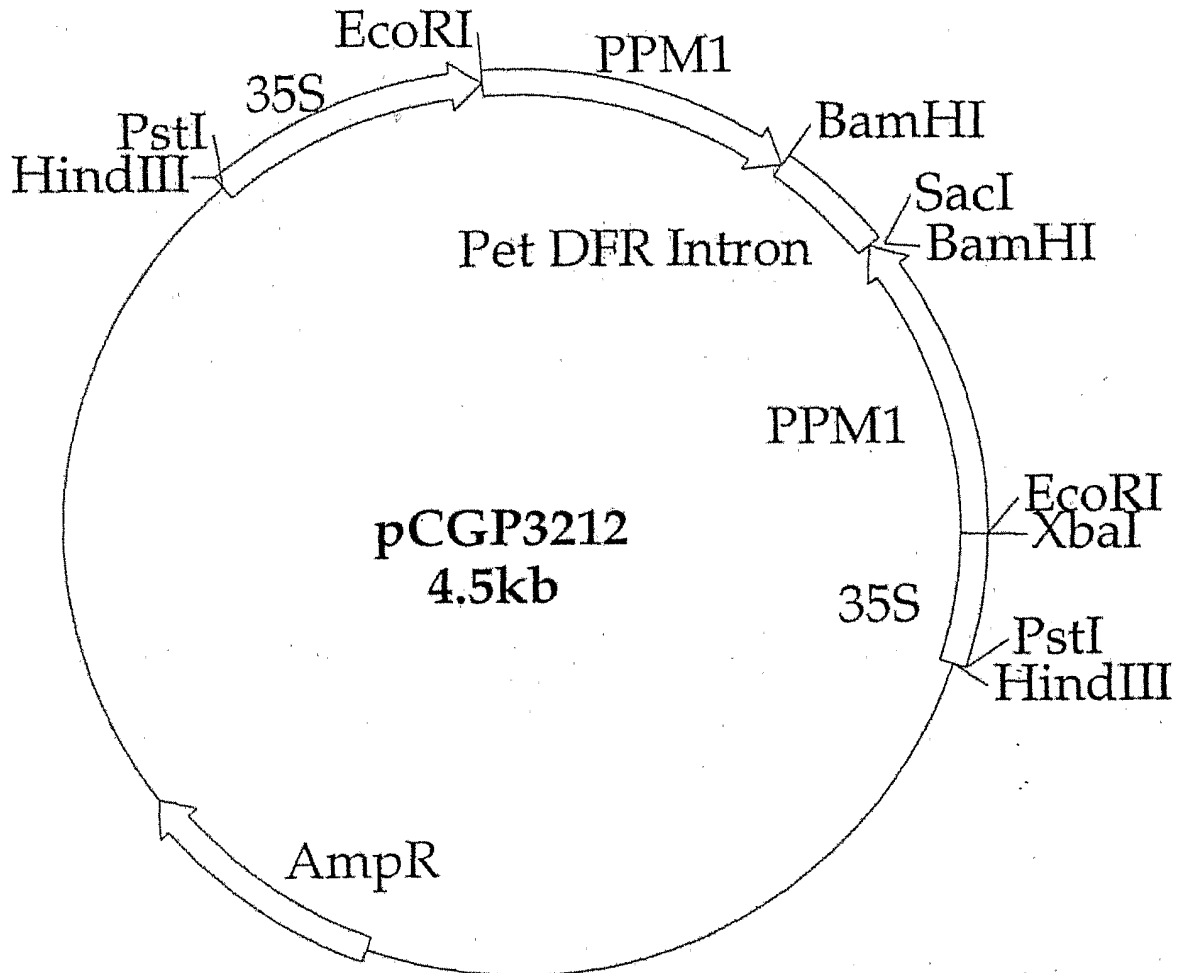 EcoRI
PPM1
35S
PstI
HindIII
BamHI
SacI
BamHI
Pet DFR Intron
PPM1
EcoRI
XbaI
pCGP3212
4.5kb
35S
PstI
HindIII
AmpR